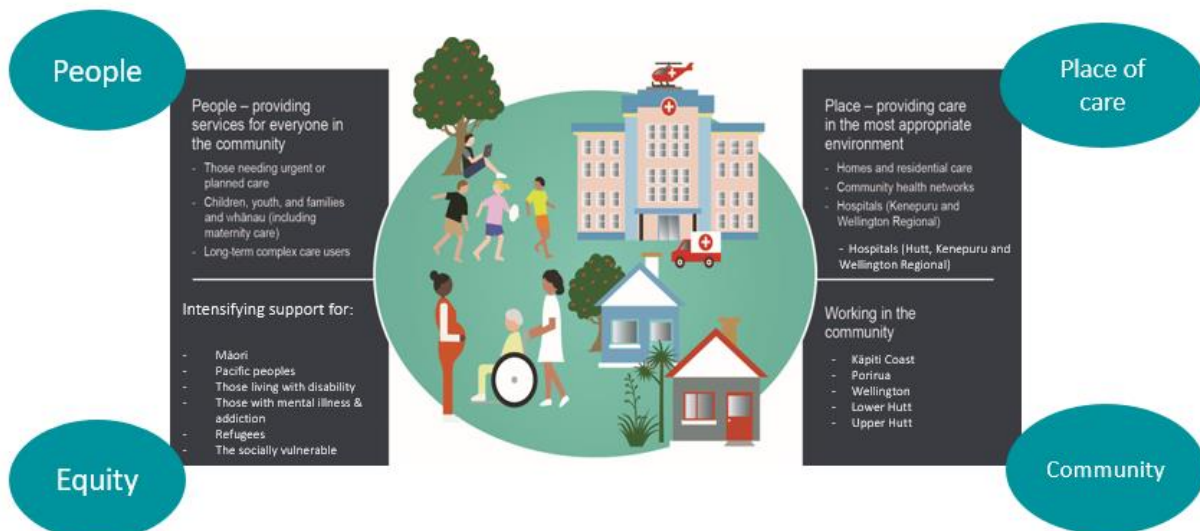 People
People – providing
services for everyone in
the community
- Those needing urgent or
planned care
- Children, youth, and families
and whānau (including
maternity care)
- Long-term complex care users
Intensifying support for:
- Māori
- Pacific peoples
- Those living with disability
- Those with mental illness &
addiction
- Refugees
- The socially vulnerable
Equity
Place of
care
Place – providing care
in the most appropriate
environment
- Homes and residential care
- Community health networks
- Hospitals (Kenepuru and
Wellington Regional)
- Hospitals (Hutt, Kenepuru and
Wellington Regional)
Working in the
community
- Kāpiti Coast
- Porirua
- Wellington
- Lower Hutt
- Upper Hutt
Community